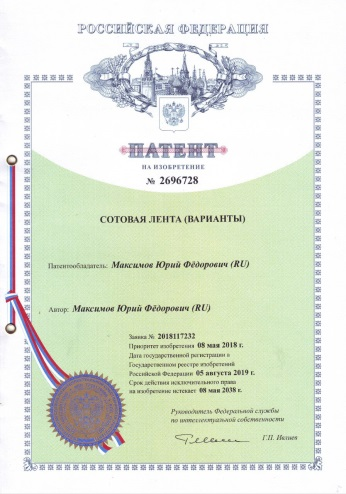 РОССИЙСКАЯ ФЕДЕРАЦИЯ
ПАТЕНТ
НА ИЗОБРЕТЕНИЕ
№ 2696728
СОТОВАЯ ЛЕНТА (ВАРИАНТЫ)
Патентообладатель: Максимов Юрий Фёдорович (RU)
Автор: Максимов Юрий Фёдорович (RU)
Заявка № 2018117232
Приоритет изобретения 08 мая 2018 г.
Дата государственной регистрации в
Государственном реестре изобретений
Российской Федерации 05 августа 2019 г.
Срок действия исключительного права
на изобретение истекает 08 мая 2038 г.
Руководитель Федеральной службы
по интеллектуальной собственности
Г.П. Ивлиев